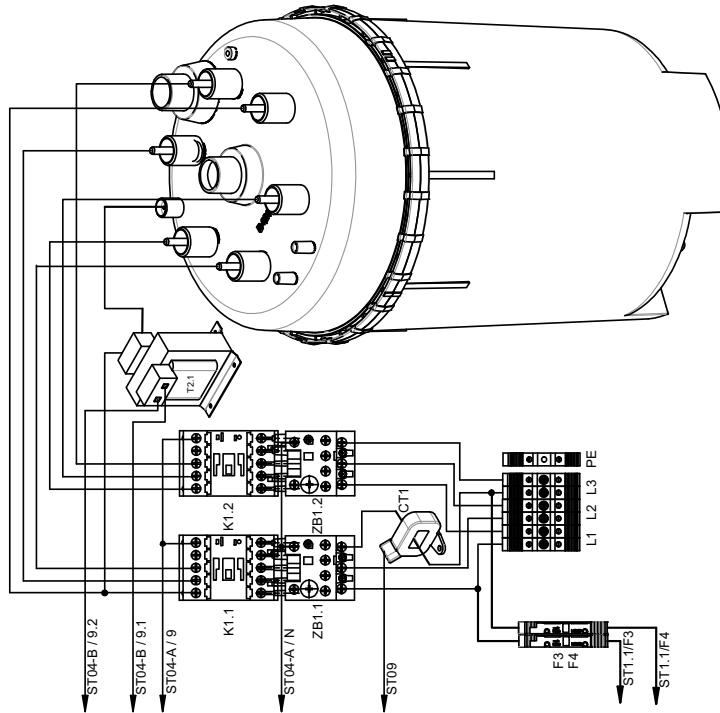 T2.1
K1.2
ZB1.2
K1.1
ZB1.1
CT1
PE
L3
L2
L1
F3
F4
ST04-B / 9.2
ST04-B / 9.1
ST04-A / 9
ST04-A / N
ST09
ST1.1/F3
ST1.1/F4